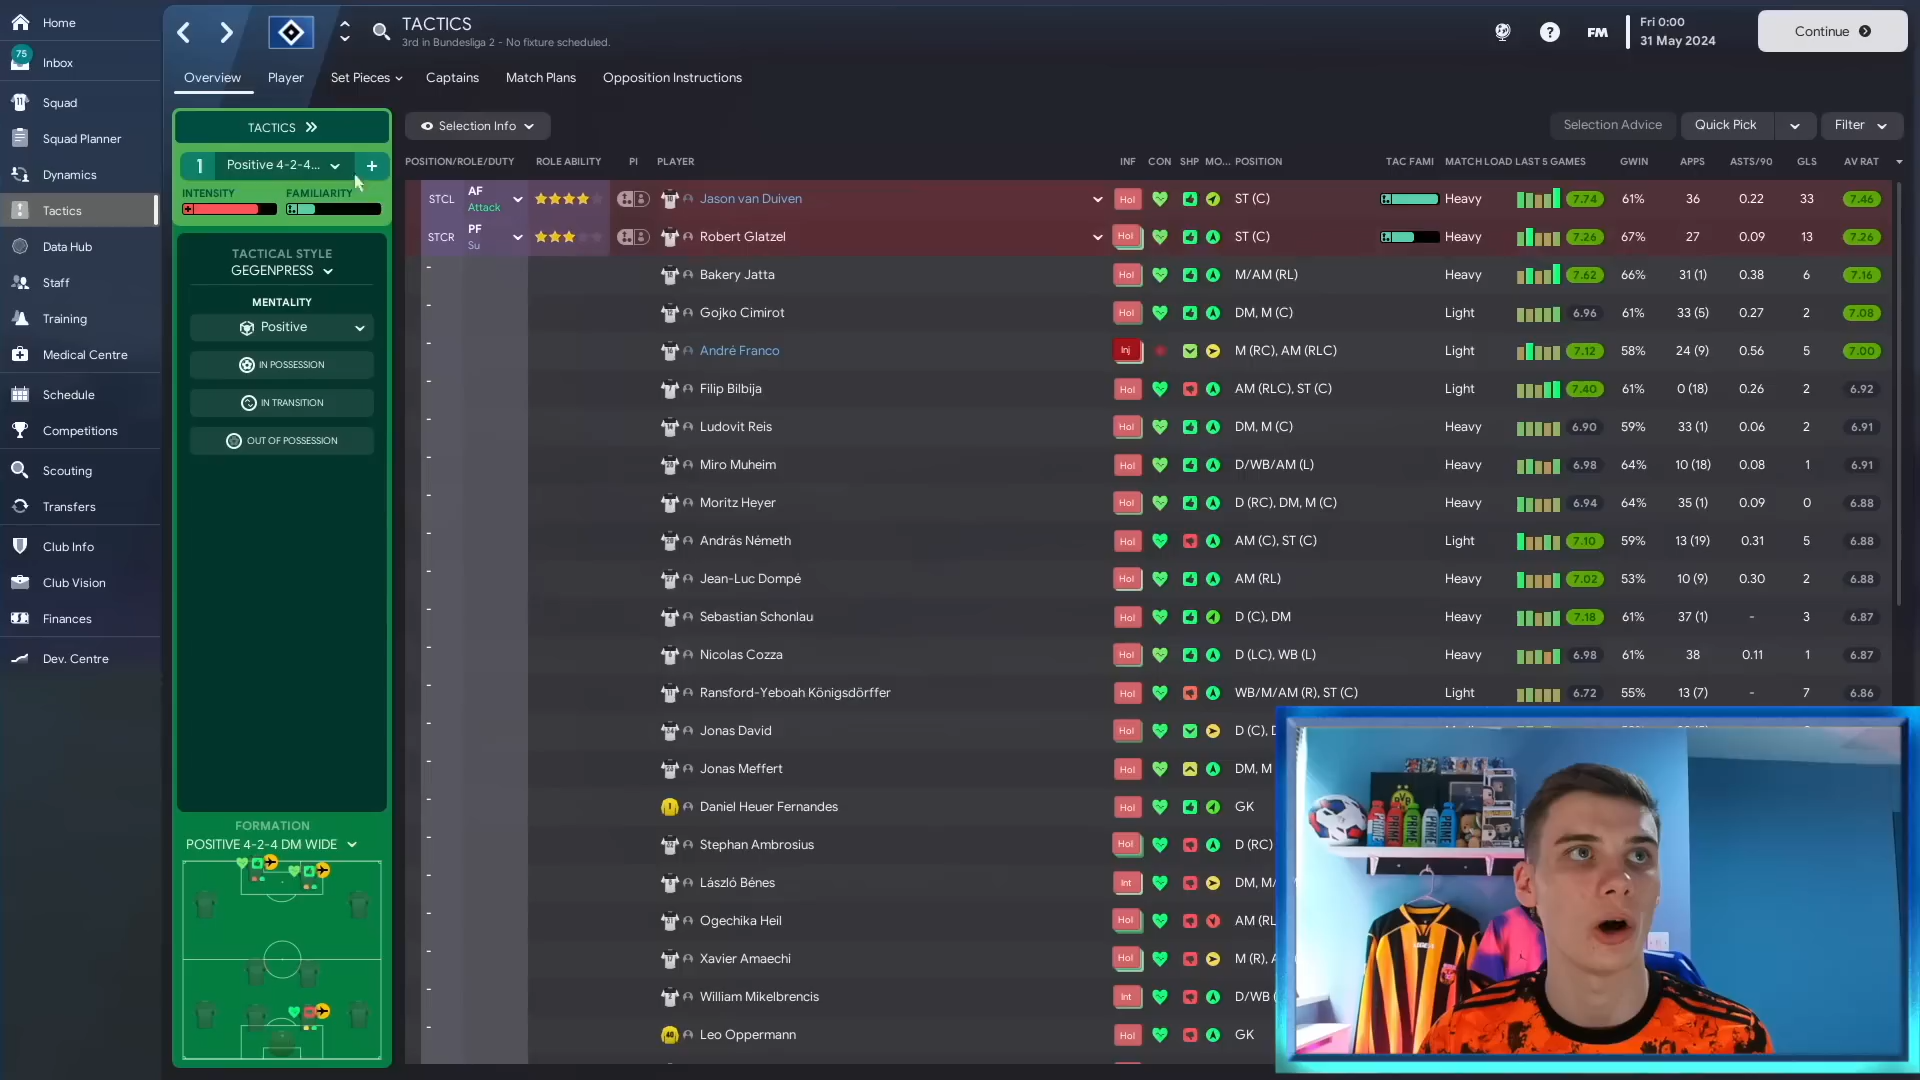 Home
TACTICS
3rd in Bundesliga 2 - No fixture scheduled.
FM
Fri 0:00
31 May 2024
Continue
75
Inbox
Overview Player Set Pieces Captains Match Plans Opposition Instructions
Squad
Squad Planner
Dynamics
Tactics
Data Hub
Staff
Training
Medical Centre
Schedule
Competitions
Scouting
Transfers
Club Info
Club Vision
Finances
Dev. Centre
TACTICS
1 Positive 4-2-4... +
INTENSITY FAMILIARITY
TACTICAL STYLE
GEGENPRESS
MENTALITY
Positive
IN POSSESSION
IN TRANSITION
OUT OF POSSESSION
FORMATION
POSITIVE 4-2-4 DM WIDE
Selection Info Selection Advice Quick Pick Filter
POSITION/ROLE/DUTY ROLE ABILITY PI PLAYER INF CON SHP MO... POSITION TAC FAMI MATCH LOAD LAST 5 GAMES GWIN APPS ASTS/90 GLS AV RAT
STCL AF Attack Jason van Duiven Hol ST (C) Heavy 7.74 61% 36 0.22 33 7.46
STCR PF Su Robert Glatzel Hol ST (C) Heavy 7.26 67% 27 0.09 13 7.26
- Bakery Jatta Hol M/AM (RL) Heavy 7.62 66% 31 (1) 0.38 6 7.16
- Gojko Cimirot Hol DM, M (C) Light 6.96 61% 33 (5) 0.27 2 7.08
- André Franco Inj M (RC), AM (RLC) Light 7.12 58% 24 (9) 0.56 5 7.00
- Filip Bilbija Hol AM (RLC), ST (C) Light 7.40 61% 0 (18) 0.26 2 6.92
- Ludovit Reis Hol DM, M (C) Heavy 6.90 59% 33 (1) 0.06 2 6.91
- Miro Muheim Hol D/WB/AM (L) Heavy 6.98 64% 10 (18) 0.08 1 6.91
- Moritz Heyer Hol D (RC), DM, M (C) Heavy 6.94 64% 35 (1) 0.09 0 6.88
- András Németh Hol AM (C), ST (C) Light 7.10 59% 13 (19) 0.31 5 6.88
- Jean-Luc Dompé Hol AM (RL) Heavy 7.02 53% 10 (9) 0.30 2 6.88
- Sebastian Schonlau Hol D (C), DM Heavy 7.18 61% 37 (1) - 3 6.87
- Nicolas Cozza Hol D (LC), WB (L) Heavy 6.98 61% 38 0.11 1 6.87
- Ransford-Yeboah Königsdörffer Hol WB/M/AM (R), ST (C) Light 6.72 55% 13 (7) - 7 6.86
- Jonas David Hol D (C), D
- Jonas Meffert Hol DM, M
- Daniel Heuer Fernandes Hol GK
- Stephan Ambrosius Hol D (RC)
- László Bénes Int DM, M/
- Ogechika Heil Hol AM (RL
- Xavier Amaechi Hol M (R), A
- William Mikelbrencis Int D/WB (
- 40 Leo Oppermann Hol GK
BVB
PRIME PRIME PRIME PRIME